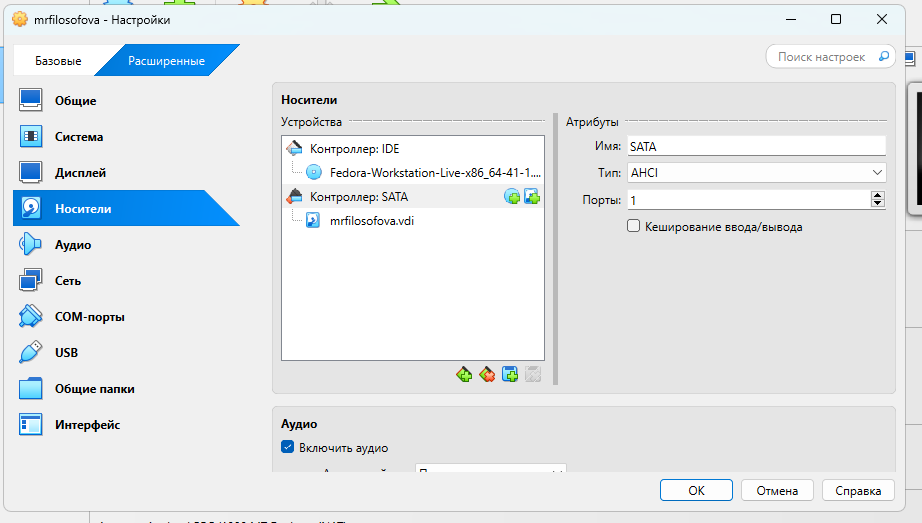 mrfilosofova - Настройки
Базовые
Расширенные
Поиск настроек
Общие
Система
Дисплей
Носители
Аудио
Сеть
COM-порты
USB
Общие папки
Интерфейс
Носители
Устройства
Контроллер: IDE
Fedora-Workstation-Live-x86_64-41-1....
Контроллер: SATA
mrfilosofova.vdi
Атрибуты
Имя: SATA
Тип: AHCI
Порты: 1
Кеширование ввода/вывода
Аудио
Включить аудио
OK
Отмена
Справка